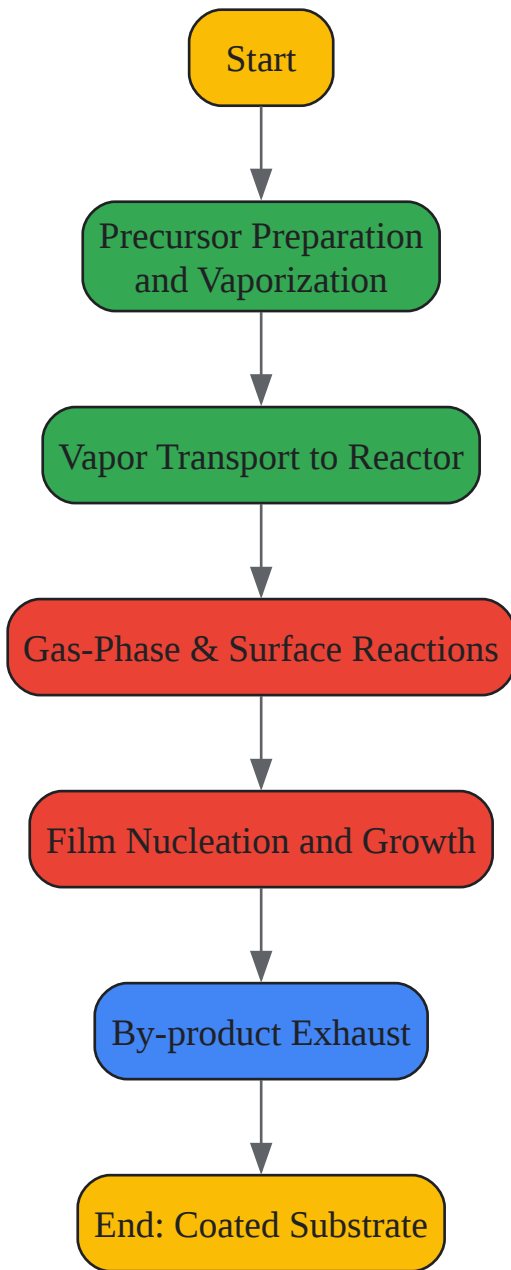 Start
Precursor Preparation
and Vaporization
Vapor Transport to Reactor
Gas-Phase & Surface Reactions
Film Nucleation and Growth
By-product Exhaust
End: Coated Substrate